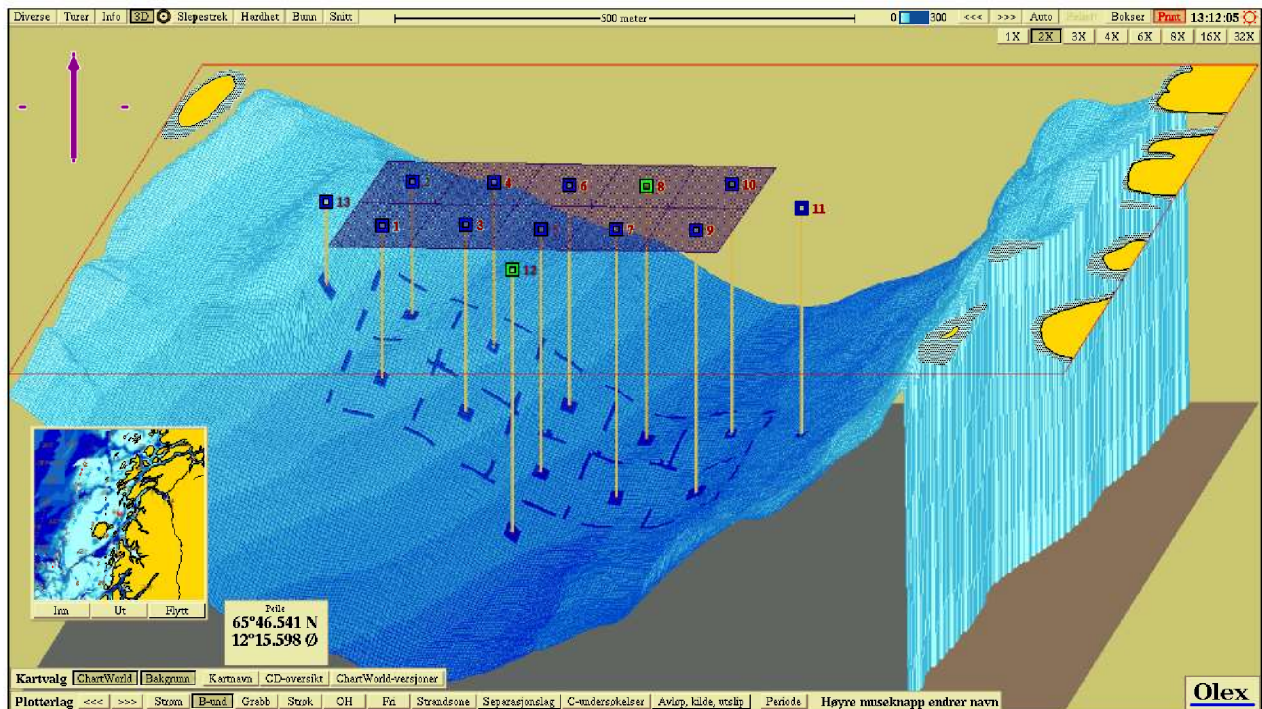 Diverse Turer Info 3D Slepestrek Hardhet Bunn Snitt 500 meter 0 300 <<< >>> Auto Bokser Print 13:12:05
1X 2X 3X 4X 6X 8X 16X 32X
4 6 8 10
13 11
1 3 7 9
12
Inn Ut Flytt
Peile
65°46.541 N
12°15.598 Ø
Kartvalg ChartWorld Bakgrunn Kartnavn CD-oversikt ChartWorld-versjoner
Plotterlag <<< >>> Strøm B-und Grabb Strøk OH Fri Strandsone Separasjonslag C-undersøkelser Avløp, kilde, utslip Periode Høyre museknapp endrer navn
Olex